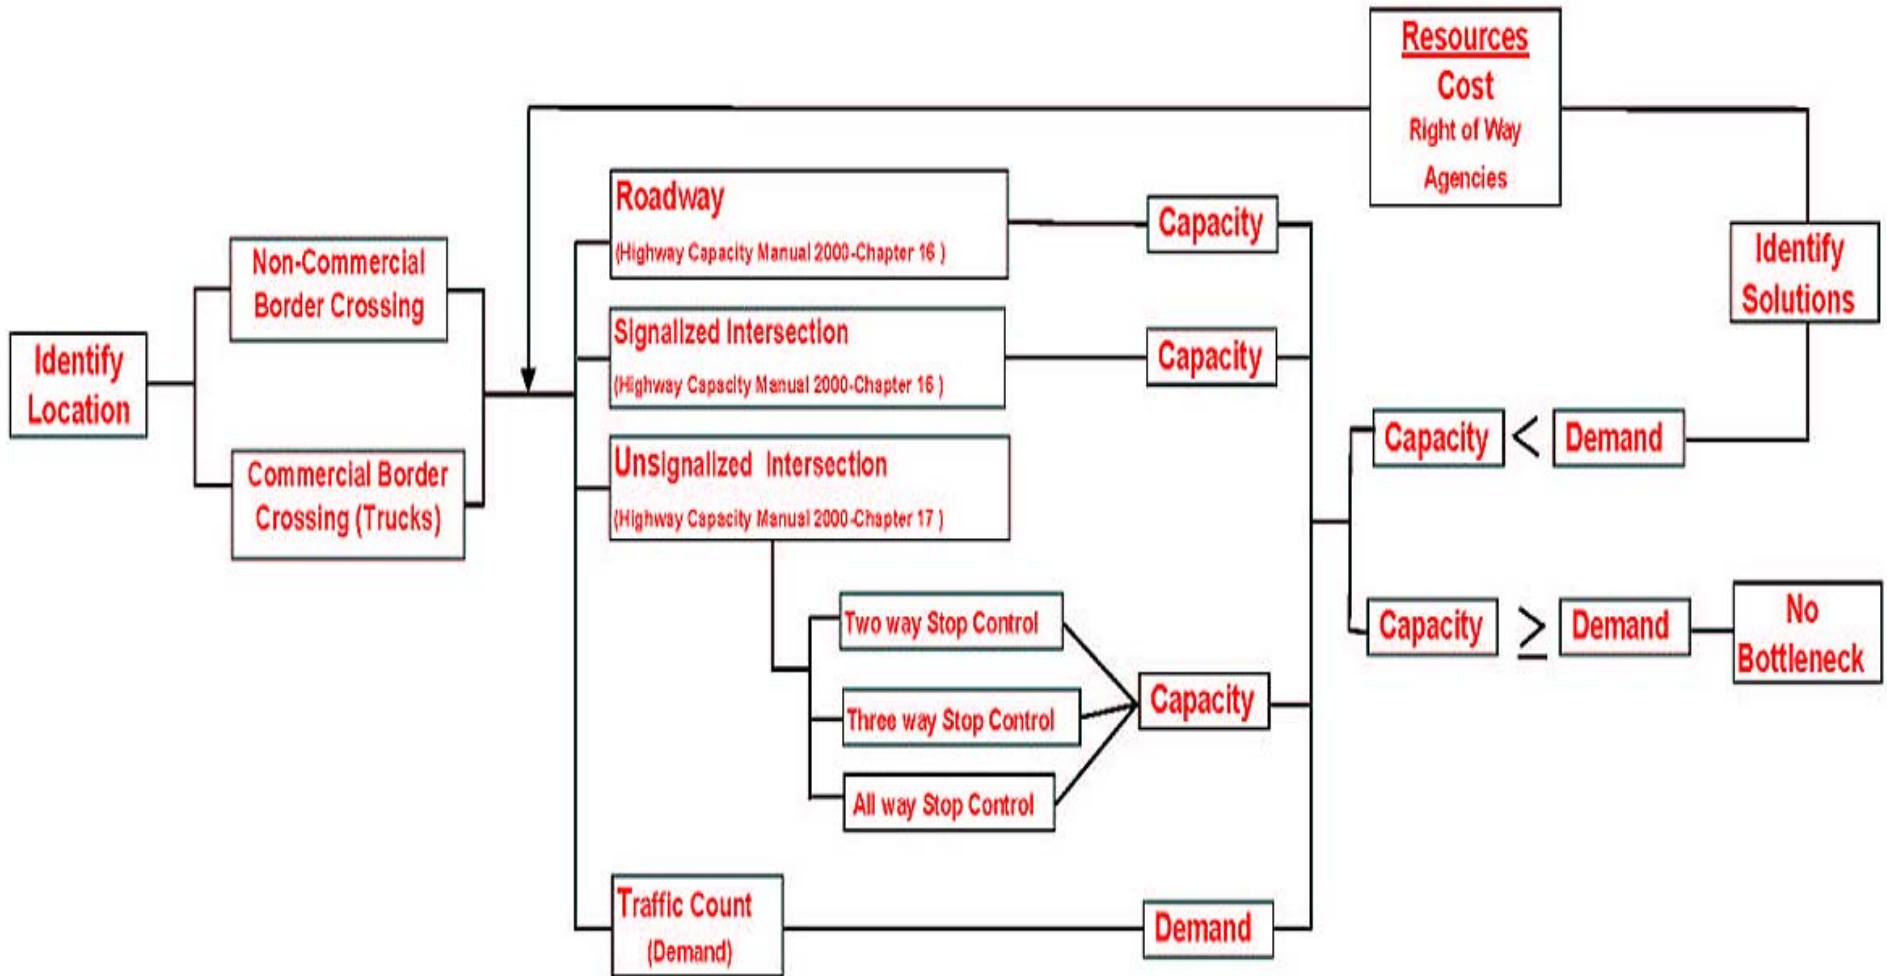 Resources
Cost
Right of Way
Agencies
Identify
Location
Non-Commercial
Border Crossing
Commercial Border
Crossing (Trucks)
Roadway
(Highway Capacity Manual 2000-Chapter 16 )
Capacity
Signalized Intersection
(Highway Capacity Manual 2000-Chapter 16 )
Capacity
Unsignalized Intersection
(Highway Capacity Manual 2000-Chapter 17 )
Two way Stop Control
Three way Stop Control
All way Stop Control
Capacity
Traffic Count
(Demand)
Demand
Identify
Solutions
Capacity < Demand
Capacity ≥ Demand
No
Bottleneck